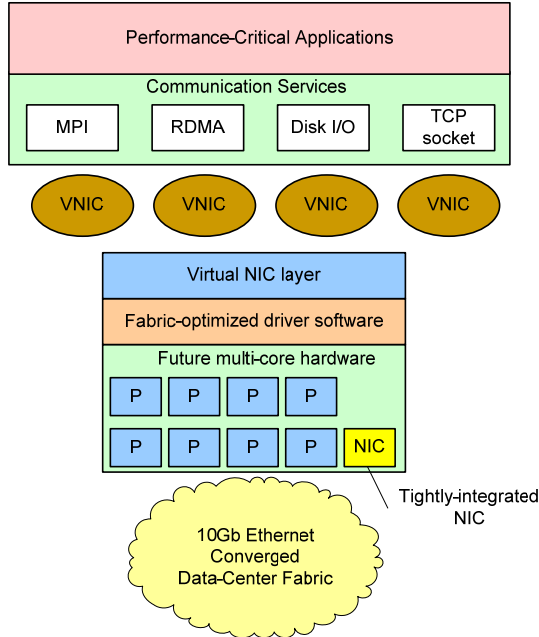 Performance-Critical Applications
Communication Services
MPI
RDMA
Disk I/O
TCP
socket
VNIC
VNIC
VNIC
VNIC
Virtual NIC layer
Fabric-optimized driver software
Future multi-core hardware
P
P
P
P
P
P
P
P
NIC
Tightly-integrated
NIC
10Gb Ethernet
Converged
Data-Center Fabric